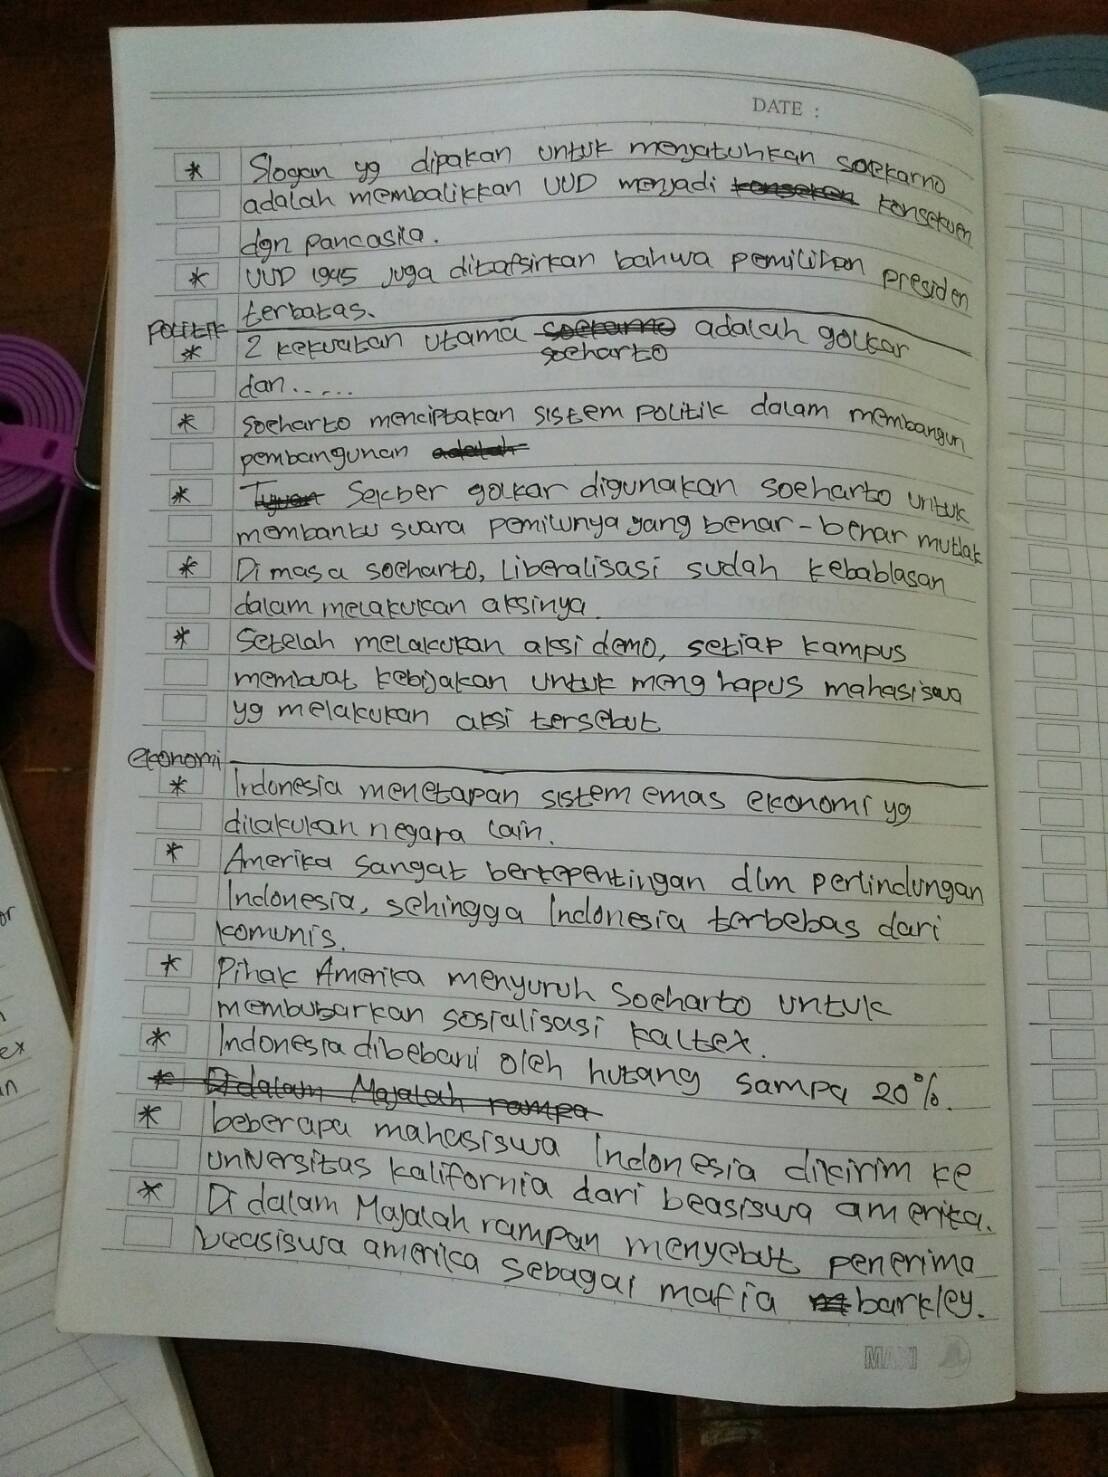 DATE :
* Slogan yg dipakan untuk menjatuhkan soekarno
adalah membalikkan UUD menjadi konseken konsekuen
dgn pancasila.
* UUD 1945 juga ditafsirkan bahwa pemilihan presiden
terbatas.
Politik
* 2 kekuatan utama soekarno adalah golkar
soeharto
dan.....
* Soeharto menciptakan sistem politik dalam membangun
pembangunan adalah
* Tujuan Sekber golkar digunakan soeharto untuk
membantu suara pemilunya yang benar-benar mutlak
* Di masa soeharto, liberalisasi sudah kebablasan
dalam melakukan aksinya.
* Setelah melakukan aksi demo, setiap kampus
membuat kebijakan untuk menghapus mahasiswa
yg melakukan aksi tersebut
ekonomi
* Indonesia menetapan sistem emas ekonomi yg
dilakukan negara lain.
* Amerika sangat berkepentingan dlm perlindungan
Indonesia, sehingga Indonesia terbebas dari
komunis.
* Pihak Amerika menyuruh Soeharto untuk
membubarkan sosialisasi kaltex.
* Indonesia dibebani oleh hutang sampa 20%.
* Didalam Majalah rampa
* beberapa mahasiswa Indonesia dikirim ke
universitas kalifornia dari beasiswa amerika.
* Di dalam Majalah rampan menyebut penerima
beasiswa amerika sebagai mafia m barkley.
ex